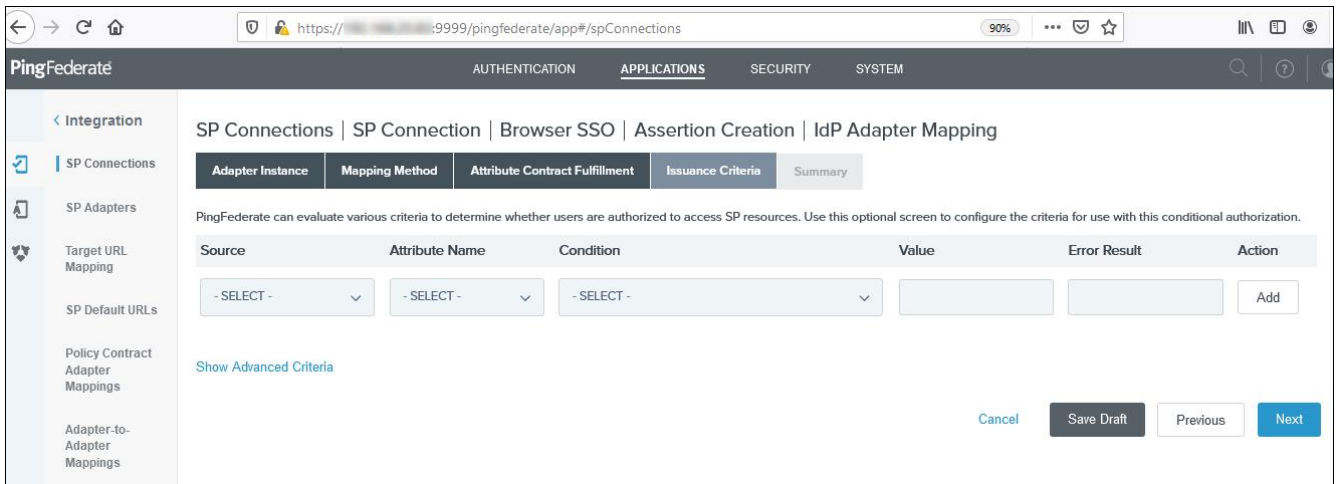 https:// :9999/pingfederate/app#/spConnections 90%
PingFederate AUTHENTICATION APPLICATIONS SECURITY SYSTEM
Integration
SP Connections
SP Adapters
Target URL
Mapping
SP Default URLs
Policy Contract
Adapter
Mappings
Adapter-to-
Adapter
Mappings
SP Connections | SP Connection | Browser SSO | Assertion Creation | IdP Adapter Mapping
Adapter Instance Mapping Method Attribute Contract Fulfillment Issuance Criteria Summary
PingFederate can evaluate various criteria to determine whether users are authorized to access SP resources. Use this optional screen to configure the criteria for use with this conditional authorization.
Source Attribute Name Condition Value Error Result Action
- SELECT - - SELECT - - SELECT - Add
Show Advanced Criteria
Cancel Save Draft Previous Next